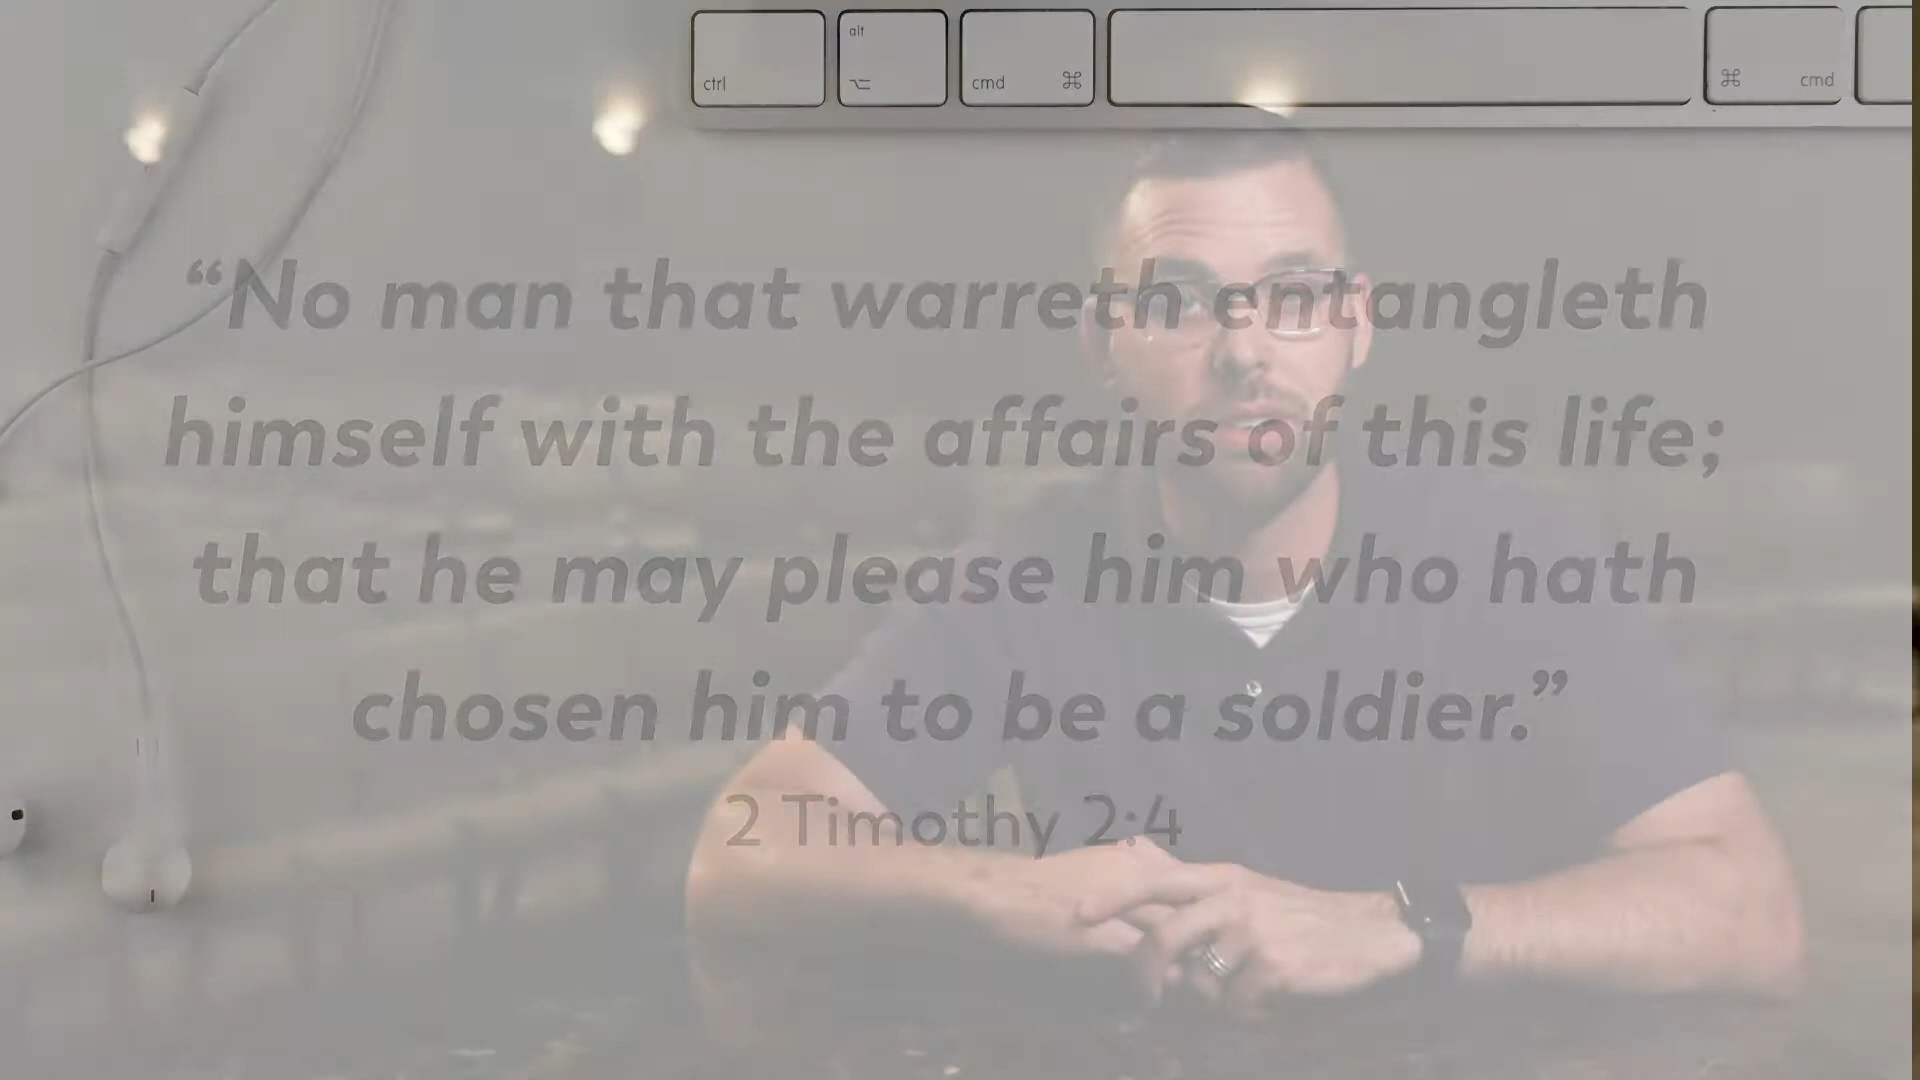 alt
ctrl
cmd ⌘
⌘ cmd
“No man that warreth entangleth
himself with the affairs of this life;
that he may please him who hath
chosen him to be a soldier.”
2 Timothy 2:4